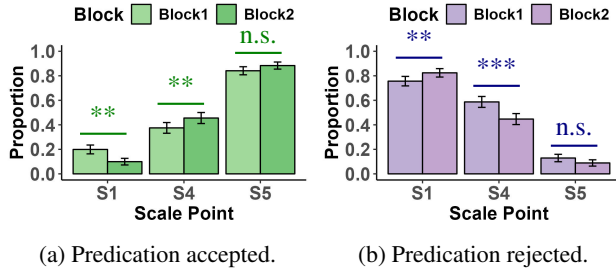 Block Block1 Block2
n.s.
1.0
0.8
0.6
0.4
0.2
0.0
**
**
Proportion
S1 S4 S5
Scale Point
(a) Predication accepted.
Block Block1 Block2
**
***
n.s.
1.0
0.8
0.6
0.4
0.2
0.0
Proportion
S1 S4 S5
Scale Point
(b) Predication rejected.